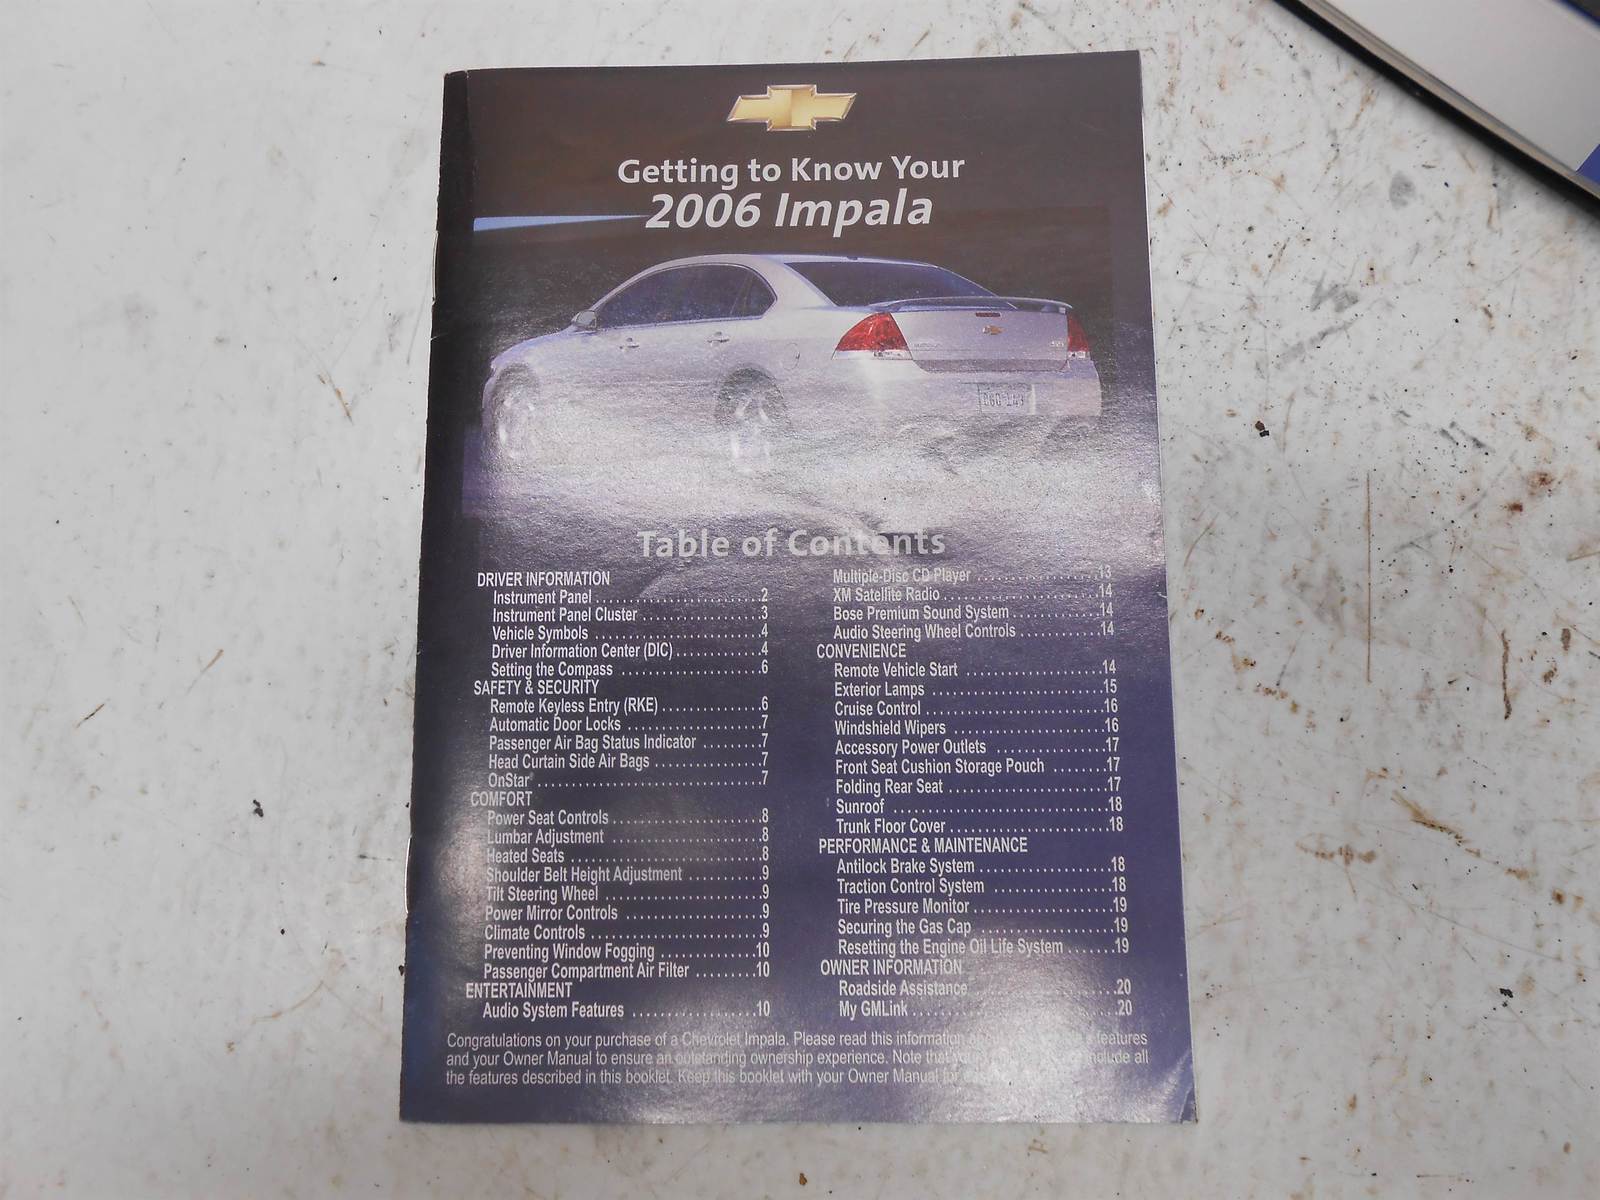 Getting to Know Your
2006 Impala
Table of Contents
DRIVER INFORMATION
Instrument Panel ..........................2
Instrument Panel Cluster ..................3
Vehicle Symbols ..........................4
Driver Information Center (DIC) .............4
Setting the Compass ......................6
SAFETY & SECURITY
Remote Keyless Entry (RKE) ...............6
Automatic Door Locks .....................7
Passenger Air Bag Status Indicator .........7
Head Curtain Side Air Bags ................7
OnStar® ..................................7
COMFORT
Power Seat Controls .......................8
Lumbar Adjustment ........................8
Heated Seats .............................8
Shoulder Belt Height Adjustment ...........9
Tilt Steering Wheel ........................9
Power Mirror Controls .....................9
Climate Controls ..........................9
Preventing Window Fogging ..............10
Passenger Compartment Air Filter .........10
ENTERTAINMENT
Audio System Features ..................10
Multiple-Disc CD Player ..................13
XM Satellite Radio .......................14
Bose Premium Sound System .............14
Audio Steering Wheel Controls ............14
CONVENIENCE
Remote Vehicle Start ....................14
Exterior Lamps .........................15
Cruise Control ..........................16
Windshield Wipers ......................16
Accessory Power Outlets ................17
Front Seat Cushion Storage Pouch ........17
Folding Rear Seat .......................17
Sunroof ...............................18
Trunk Floor Cover .......................18
PERFORMANCE & MAINTENANCE
Antilock Brake System ...................18
Traction Control System .................18
Tire Pressure Monitor ....................19
Securing the Gas Cap ...................19
Resetting the Engine Oil Life System .......19
OWNER INFORMATION
Roadside Assistance.....................20
My GMLink .............................20
Congratulations on your purchase of a Chevrolet Impala. Please read this information about features
and your Owner Manual to ensure an outstanding ownership experience. Note that your include all
the features described in this booklet. Keep this booklet with your Owner Manual for